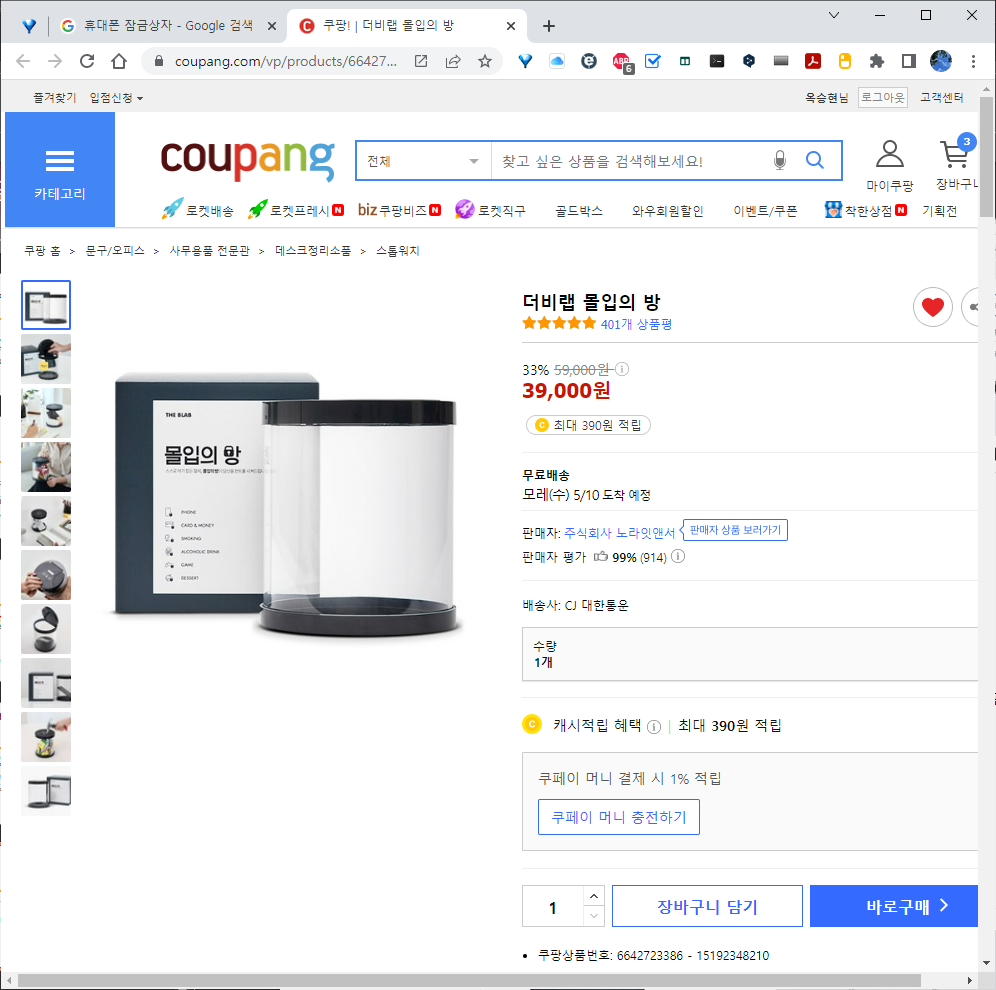 휴대폰 잠금상자 - Google 검색
쿠팡! | 더비랩 몰입의 방
coupang.com/vp/products/66427...
ABP
6
즐겨찾기 입점신청
옥승현님 로그아웃 고객센터
카테고리
coupang
전체
찾고 싶은 상품을 검색해보세요!
마이쿠팡
3
장바구니
로켓배송
로켓프레시 N
biz 쿠팡비즈 N
로켓직구
골드박스
와우회원할인
이벤트/쿠폰
착한상점 N
기획전
쿠팡 홈 > 문구/오피스 > 사무용품 전문관 > 데스크정리소품 > 스톱워치
THE BLAB
몰입의 방
PHONE
CARD & MONEY
SMOKING
ALCOHOLIC DRINK
GAME
DESSERT
더비랩 몰입의 방
401개 상품평
33% 59,000원
39,000원
최대 390원 적립
무료배송
모레(수) 5/10 도착 예정
판매자: 주식회사 노라잇앤서 판매자 상품 보러가기
판매자 평가 99% (914)
배송사: CJ 대한통운
수량
1개
캐시적립 혜택 | 최대 390원 적립
쿠페이 머니 결제 시 1% 적립
쿠페이 머니 충전하기
1
장바구니 담기
바로구매 >
• 쿠팡상품번호: 6642723386 - 15192348210